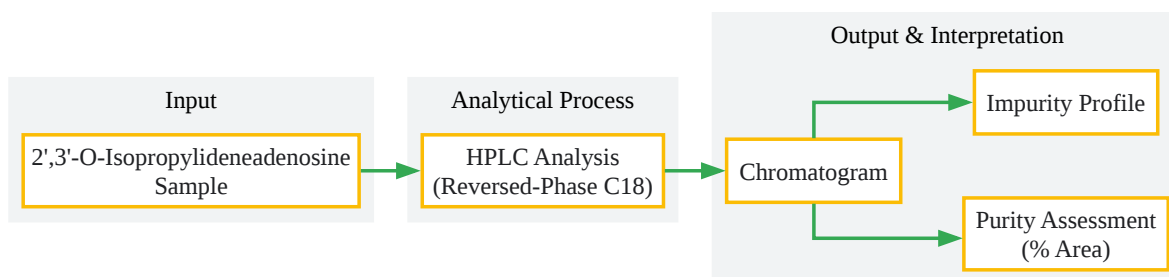 Output & Interpretation
Input
Analytical Process
Impurity Profile
2',3'-O-Isopropylideneadenosine
Sample
HPLC Analysis
(Reversed-Phase C18)
Chromatogram
Purity Assessment
(% Area)